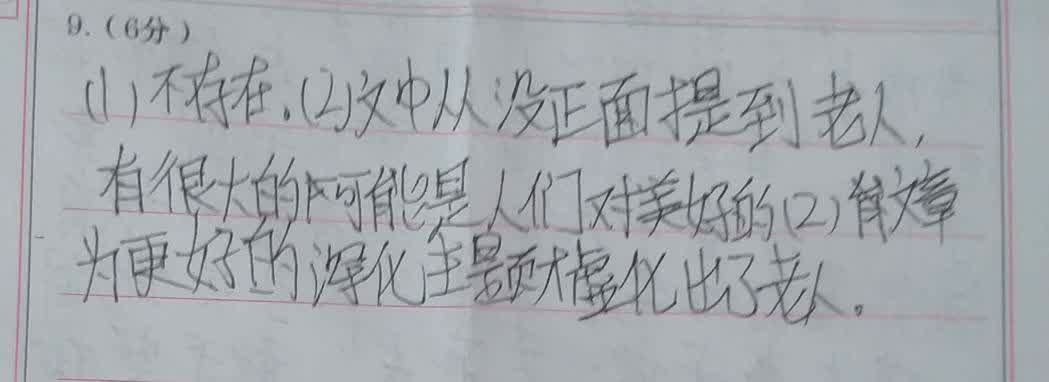 9.(6分)
(1)不存在。(2)文中从没正面提到老人,
有很大的可能是人们对美好的(2)有文章
为更好的深化主题虚化出了老人。